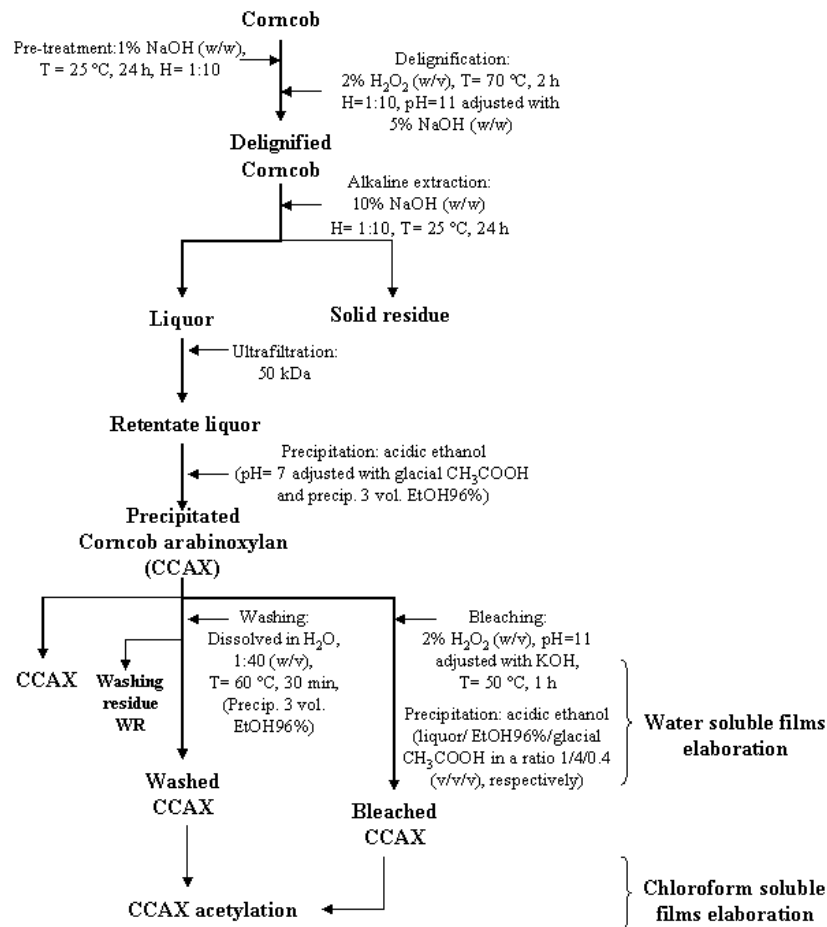 Corncob
Pre-treatment:1% NaOH (w/w),
T = 25 ºC, 24 h, H= 1:10
Delignification:
2% H2O2 (w/v), T= 70 ºC, 2 h
H=1:10, pH=11 adjusted with
5% NaOH (w/w)
Delignified
Corncob
Alkaline extraction:
10% NaOH (w/w)
H= 1:10, T= 25 ºC, 24 h
Liquor
Solid residue
Ultrafiltration:
50 kDa
Retentate liquor
Precipitation: acidic ethanol
(pH= 7 adjusted with glacial CH3COOH
and precip. 3 vol. EtOH96%)
Precipitated
Corncob arabinoxylan
(CCAX)
CCAX
Washing
residue
WR
Washing:
Dissolved in H2O,
1:40 (w/v),
T= 60 ºC, 30 min,
(Precip. 3 vol.
EtOH96%)
Bleaching:
2% H2O2 (w/v), pH=11
adjusted with KOH,
T= 50 ºC, 1 h
Precipitation: acidic ethanol
(liquor/ EtOH96%/glacial
CH3COOH in a ratio 1/4/0.4
(v/v/v), respectively)
Water soluble films
elaboration
Washed
CCAX
Bleached
CCAX
CCAX acetylation
Chloroform soluble
films elaboration